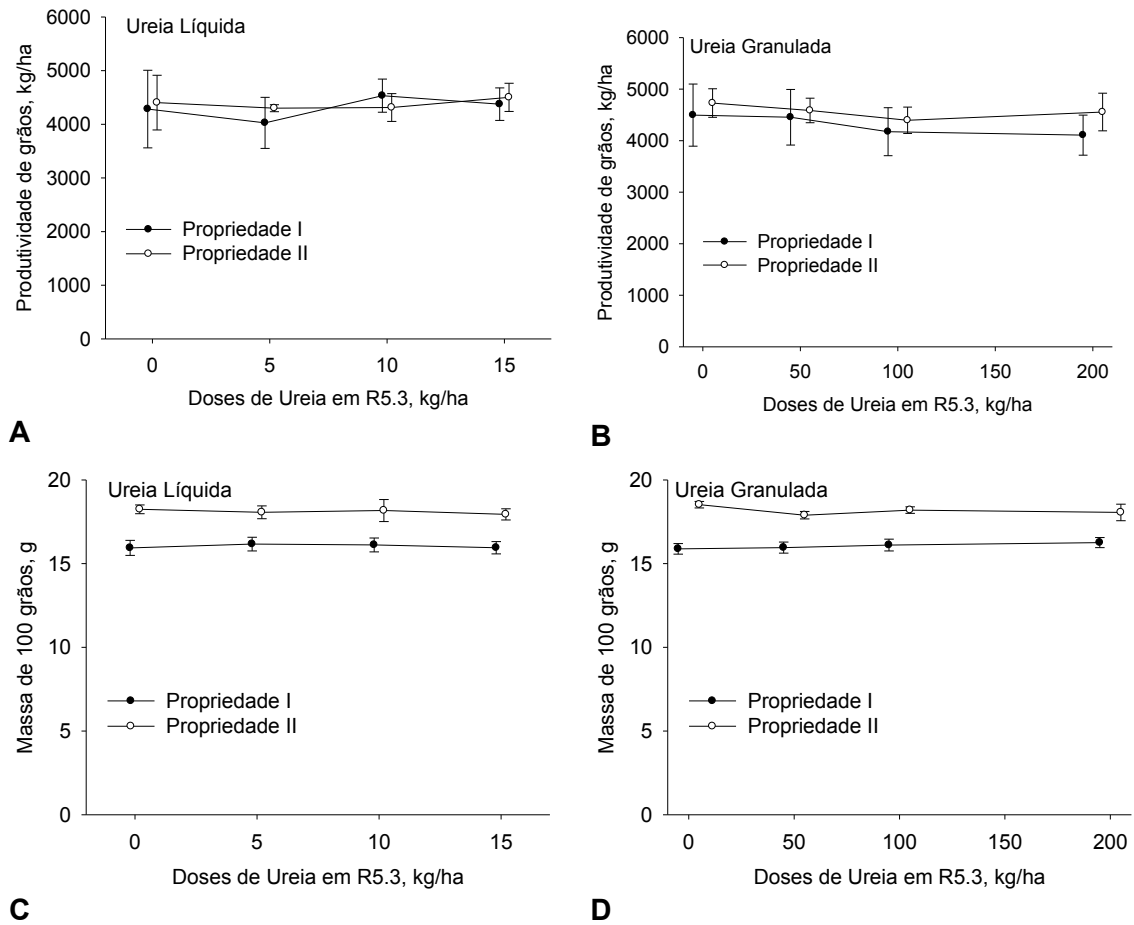 Ureia Líquida
Produtividade de grãos, kg/ha
6000
5000
4000
3000
2000
1000
0
Propriedade I
Propriedade II
0 5 10 15
Doses de Ureia em R5.3, kg/ha
A
Ureia Granulada
Produtividade de grãos, kg/ha
6000
5000
4000
3000
2000
1000
0
Propriedade I
Propriedade II
0 50 100 150 200
Doses de Ureia em R5.3, kg/ha
B
Ureia Líquida
Massa de 100 grãos, g
20
15
10
5
0
Propriedade I
Propriedade II
0 5 10 15
Doses de Ureia em R5.3, kg/ha
C
Ureia Granulada
Massa de 100 grãos, g
20
15
10
5
0
Propriedade I
Propriedade II
0 50 100 150 200
Doses de Ureia em R5.3, kg/ha
D